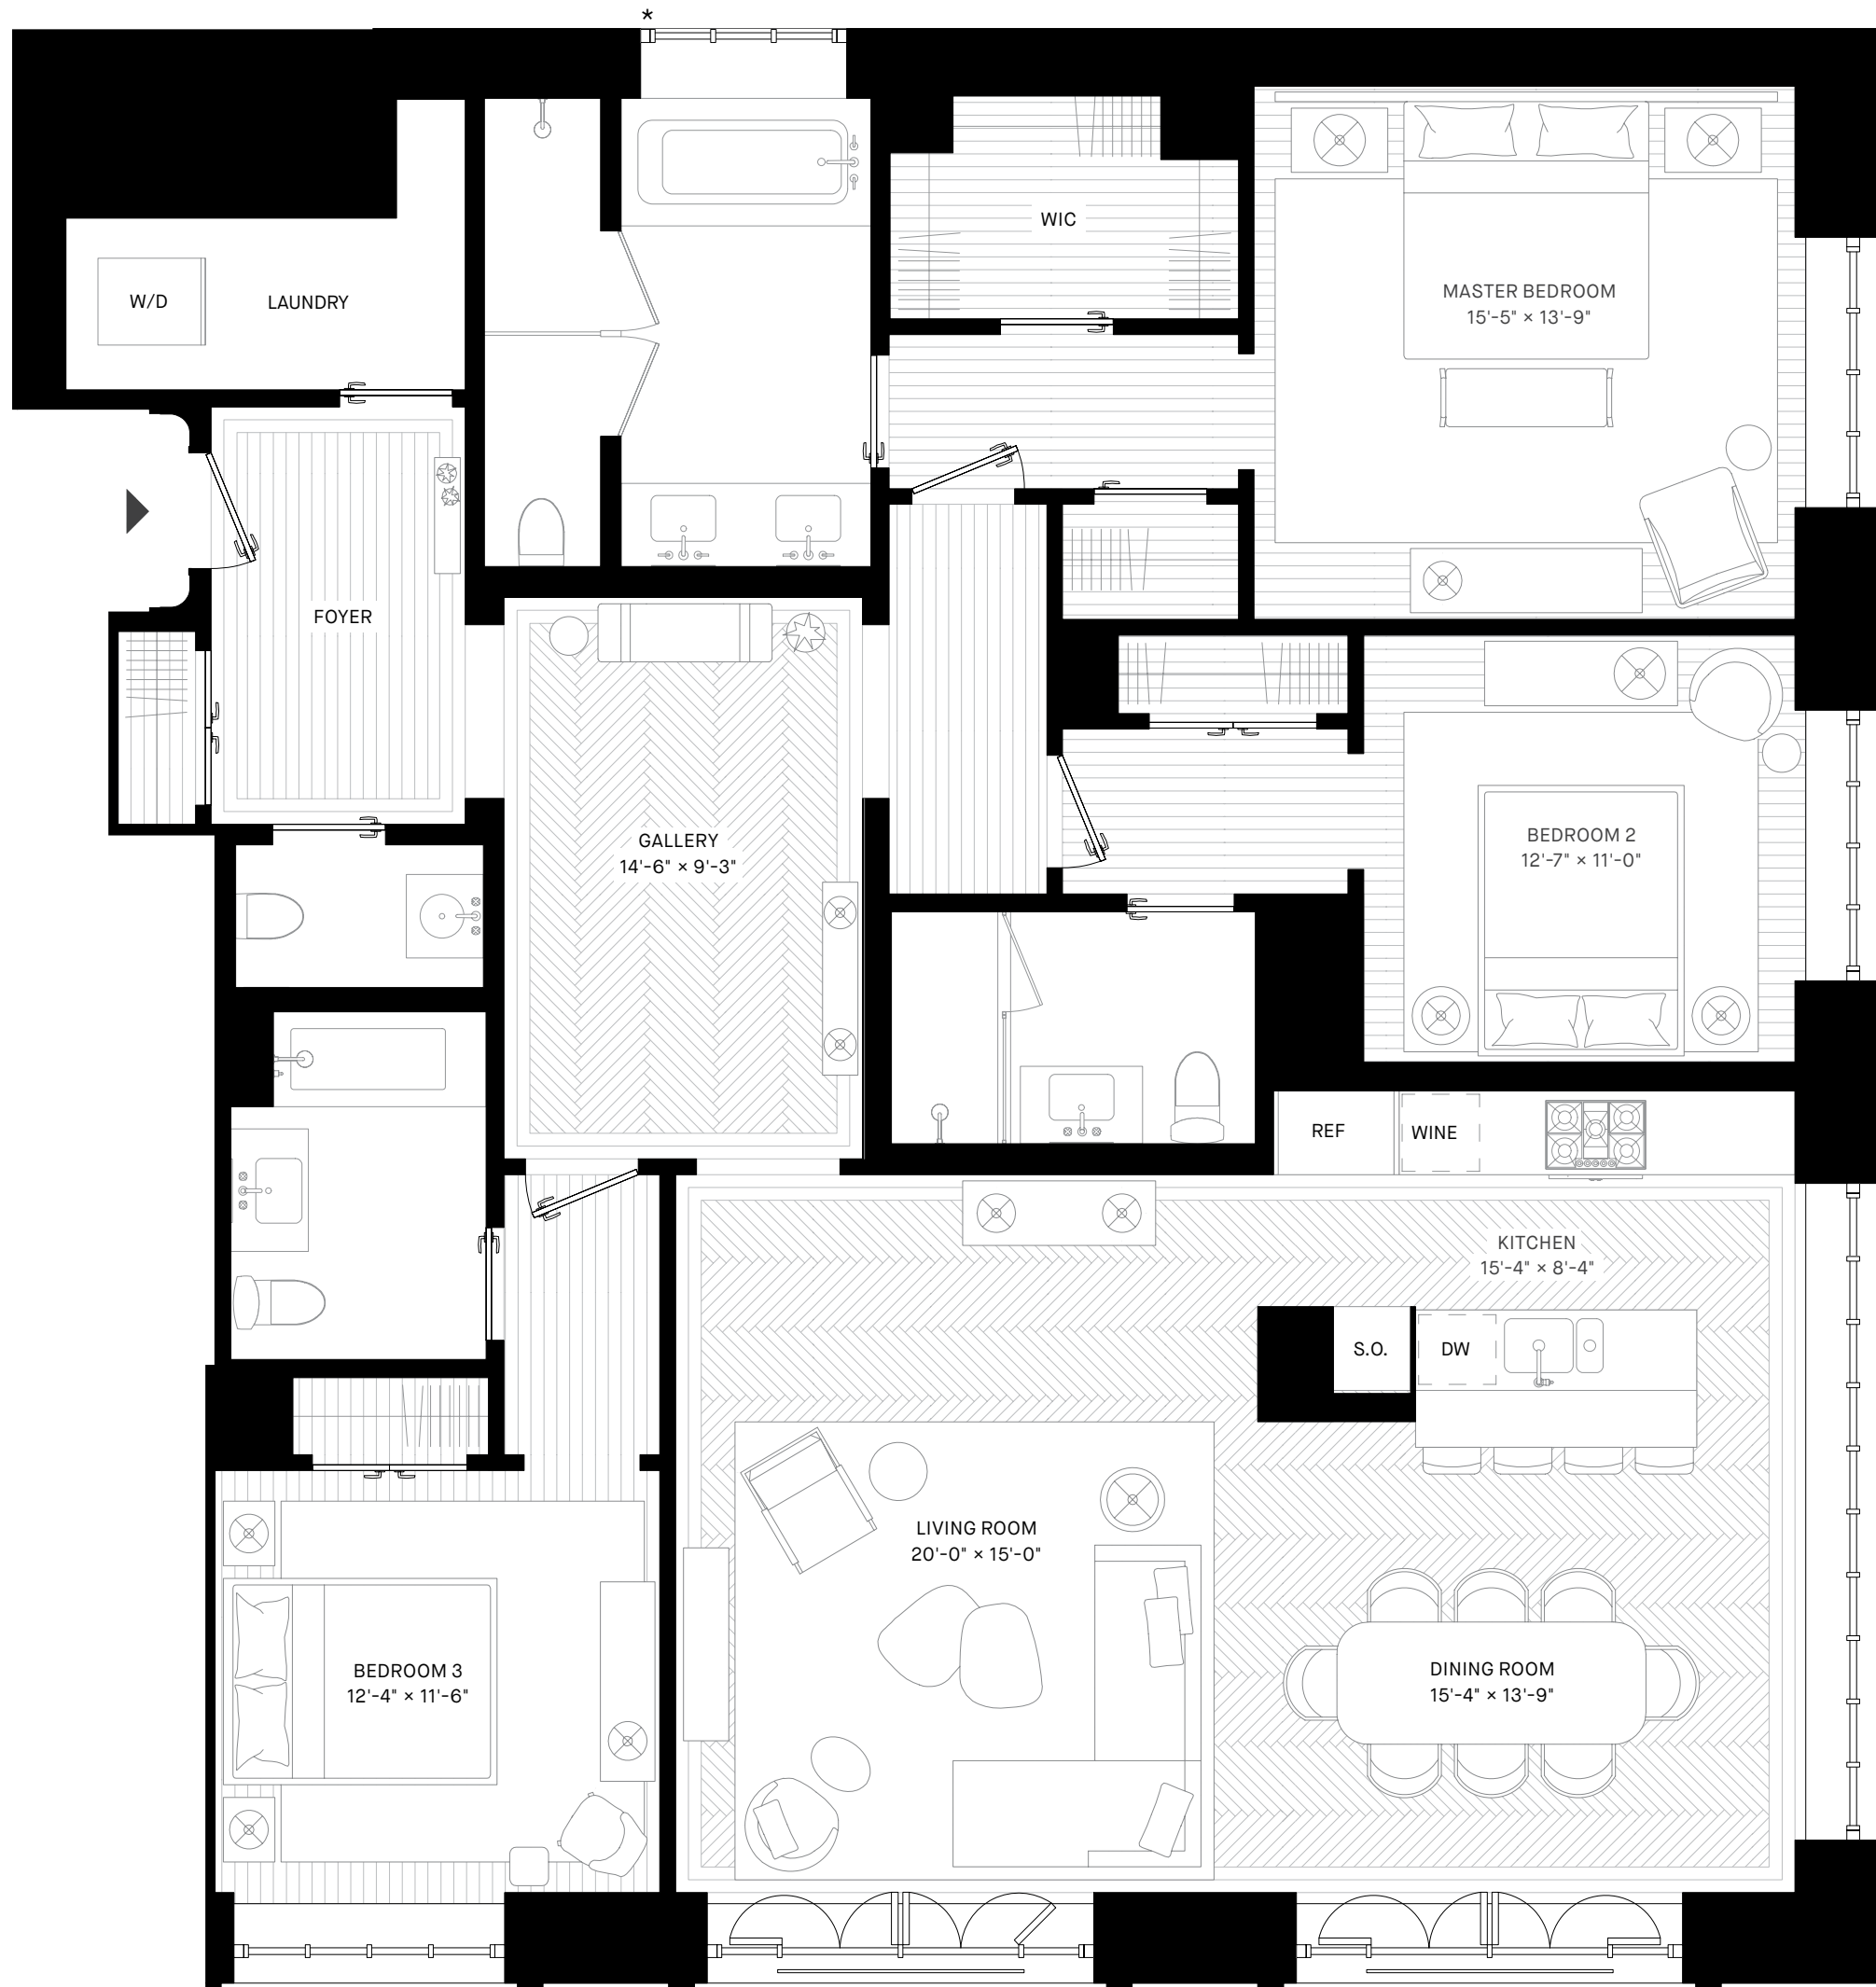 *
WIC
MASTER BEDROOM
15'-5" × 13'-9"
W/D
LAUNDRY
FOYER
GALLERY
14'-6" × 9'-3"
BEDROOM 2
12'-7" × 11'-0"
REF
WINE
KITCHEN
15'-4" × 8'-4"
S.O.
DW
LIVING ROOM
20'-0" × 15'-0"
BEDROOM 3
12'-4" × 11'-6"
DINING ROOM
15'-4" × 13'-9"